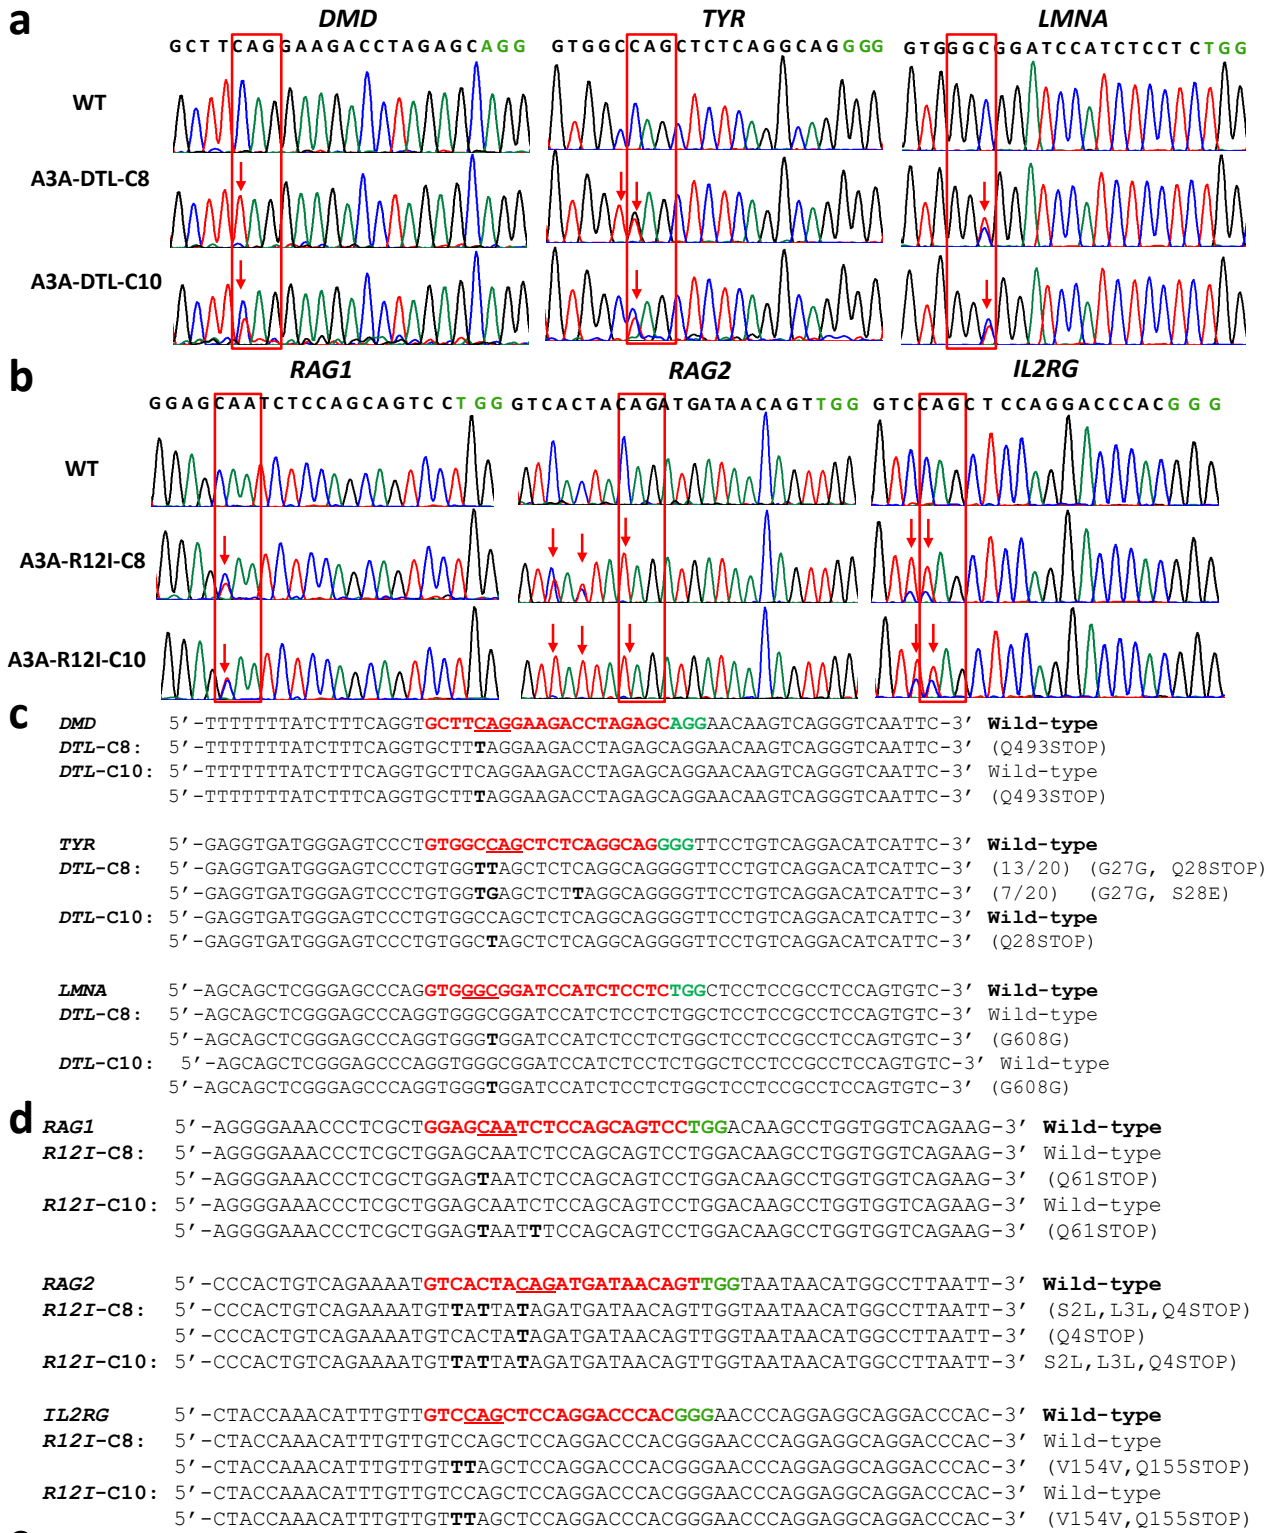 a
DMD TYR LMNA
GCTTCAGGAAGACCTAGAGCAGG GTGGCCAGCTCTCAGGCAGGGG GTGGGCGGATCCATCTCCTCTGG
WT
A3A-DTL-C8
A3A-DTL-C10
b
RAG1 RAG2 IL2RG
GGAGCAATCTCCAGCAGTCCTGG GTCACTACAGATGATAACAGTTGG GTCCAGCTCCAGGACCCACGGG
WT
A3A-R12I-C8
A3A-R12I-C10
c
DMD 5’-TTTTTTTATCTTTCAGGTGCTTCAGGAAGACCTAGAGCAGGAACAAGTCAGGGTCAATTC-3’ Wild-type
DTL-C8: 5’-TTTTTTTATCTTTCAGGTGCTTTAGGAAGACCTAGAGCAGGAACAAGTCAGGGTCAATTC-3’ (Q493STOP)
DTL-C10: 5’-TTTTTTTATCTTTCAGGTGCTTCAGGAAGACCTAGAGCAGGAACAAGTCAGGGTCAATTC-3’ Wild-type
5’-TTTTTTTATCTTTCAGGTGCTTTAGGAAGACCTAGAGCAGGAACAAGTCAGGGTCAATTC-3’ (Q493STOP)
TYR 5’-GAGGTGATGGGAGTCCCTGTGGCCAGCTCTCAGGCAGGGGTTCCTGTCAGGACATCATTC-3’ Wild-type
DTL-C8: 5’-GAGGTGATGGGAGTCCCTGTGGTTAGCTCTCAGGCAGGGGTTCCTGTCAGGACATCATTC-3’ (13/20) (G27G, Q28STOP)
5’-GAGGTGATGGGAGTCCCTGTGGTGAGCTCTTAGGCAGGGGTTCCTGTCAGGACATCATTC-3’ (7/20) (G27G, S28E)
DTL-C10: 5’-GAGGTGATGGGAGTCCCTGTGGCCAGCTCTCAGGCAGGGGTTCCTGTCAGGACATCATTC-3’ Wild-type
5’-GAGGTGATGGGAGTCCCTGTGGCTAGCTCTCAGGCAGGGGTTCCTGTCAGGACATCATTC-3’ (Q28STOP)
LMNA 5’-AGCAGCTCGGGAGCCCAGGTGGGCGGATCCATCTCCTCTGGCTCCTCCGCCTCCAGTGTC-3’ Wild-type
DTL-C8: 5’-AGCAGCTCGGGAGCCCAGGTGGGCGGATCCATCTCCTCTGGCTCCTCCGCCTCCAGTGTC-3’ Wild-type
5’-AGCAGCTCGGGAGCCCAGGTGGGTGGATCCATCTCCTCTGGCTCCTCCGCCTCCAGTGTC-3’ (G608G)
DTL-C10: 5’-AGCAGCTCGGGAGCCCAGGTGGGCGGATCCATCTCCTCTGGCTCCTCCGCCTCCAGTGTC-3’ Wild-type
5’-AGCAGCTCGGGAGCCCAGGTGGGTGGATCCATCTCCTCTGGCTCCTCCGCCTCCAGTGTC-3’ (G608G)
d
RAG1 5’-AGGGGAAACCCTCGCTGGAGCAATCTCCAGCAGTCCTGGACAAGCCTGGTGGTCAGAAG-3’ Wild-type
R12I-C8: 5’-AGGGGAAACCCTCGCTGGAGCAATCTCCAGCAGTCCTGGACAAGCCTGGTGGTCAGAAG-3’ Wild-type
5’-AGGGGAAACCCTCGCTGGAGTAATCTCCAGCAGTCCTGGACAAGCCTGGTGGTCAGAAG-3’ (Q61STOP)
R12I-C10: 5’-AGGGGAAACCCTCGCTGGAGCAATCTCCAGCAGTCCTGGACAAGCCTGGTGGTCAGAAG-3’ Wild-type
5’-AGGGGAAACCCTCGCTGGAGTAATTTCCAGCAGTCCTGGACAAGCCTGGTGGTCAGAAG-3’ (Q61STOP)
RAG2 5’-CCCACTGTCAGAAAATGTCACTACAGATGATAACAGTTGGTAATAACATGGCCTTAATT-3’ Wild-type
R12I-C8: 5’-CCCACTGTCAGAAAATGTTATTATAGATGATAACAGTTGGTAATAACATGGCCTTAATT-3’ (S2L,L3L,Q4STOP)
5’-CCCACTGTCAGAAAATGTCACTATAGATGATAACAGTTGGTAATAACATGGCCTTAATT-3’ (Q4STOP)
R12I-C10: 5’-CCCACTGTCAGAAAATGTTATTATAGATGATAACAGTTGGTAATAACATGGCCTTAATT-3’ S2L,L3L,Q4STOP)
IL2RG 5’-CTACCAAACATTTGTTGTCCAGCTCCAGGACCCACGGGAACCCAGGAGGCAGGACCCAC-3’ Wild-type
R12I-C8: 5’-CTACCAAACATTTGTTGTCCAGCTCCAGGACCCACGGGAACCCAGGAGGCAGGACCCAC-3’ Wild-type
5’-CTACCAAACATTTGTTGTTTAGCTCCAGGACCCACGGGAACCCAGGAGGCAGGACCCAC-3’ (V154V,Q155STOP)
R12I-C10: 5’-CTACCAAACATTTGTTGTCCAGCTCCAGGACCCACGGGAACCCAGGAGGCAGGACCCAC-3’ Wild-type
5’-CTACCAAACATTTGTTGTTTAGCTCCAGGACCCACGGGAACCCAGGAGGCAGGACCCAC-3’ (V154V,Q155STOP)